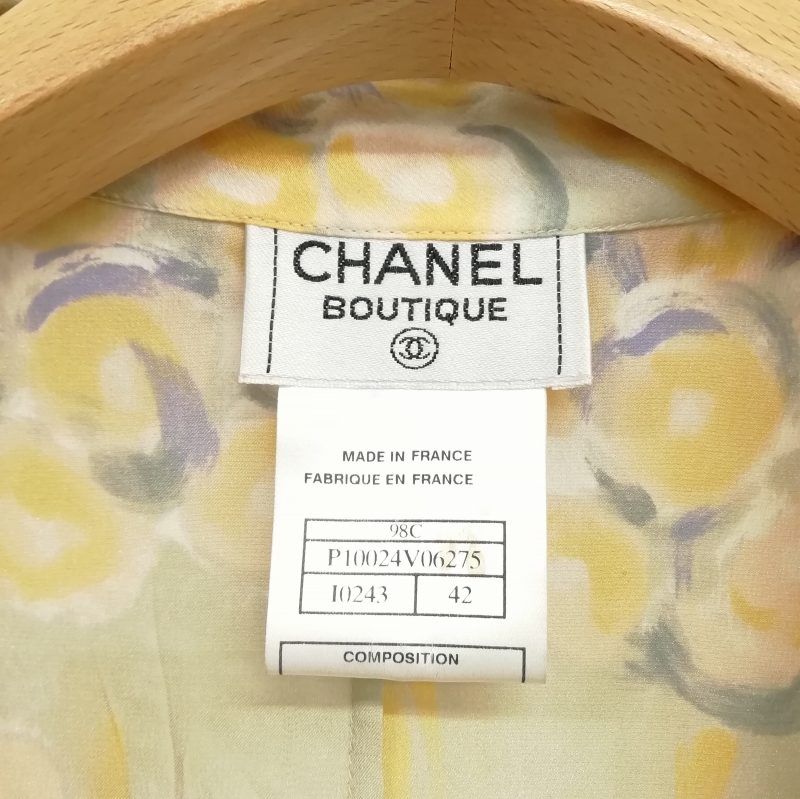 CHANEL
BOUTIQUE
MADE IN FRANCE
FABRIQUE EN FRANCE
98C
P10024V06275
I0243 42
COMPOSITION